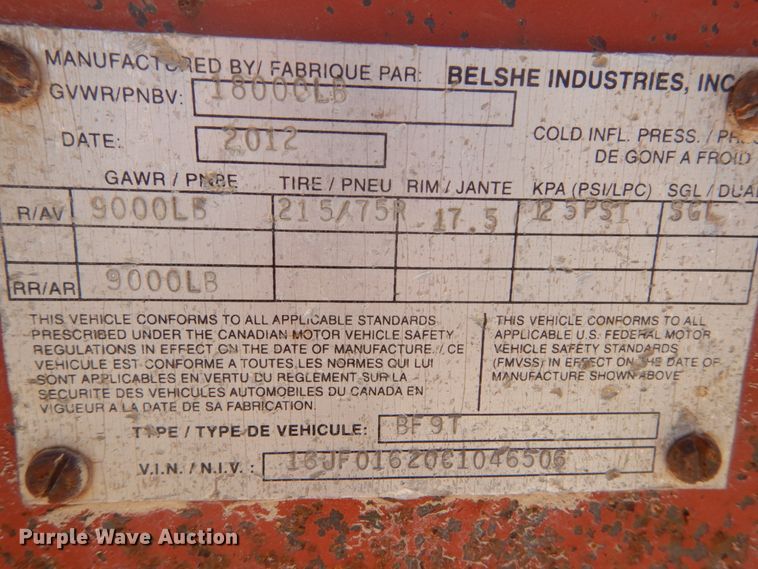 MANUFACTURED BY/ FABRIQUE PAR: BELSHE INDUSTRIES, INC
GVWR/PNBV: 18000LB
DATE: 2012
COLD INFL. PRESS. /
DE GONF A FROID
GAWR / PNBE TIRE / PNEU RIM / JANTE KPA (PSI/LPC) SGL / DUAL
R/AV 9000LB 215/75R 17.5 125PSI SGL
RR/AR 9000LB
THIS VEHICLE CONFORMS TO ALL APPLICABLE STANDARDS
PRESCRIBED UNDER THE CANADIAN MOTOR VEHICLE SAFETY
REGULATIONS IN EFFECT ON THE DATE OF MANUFACTURE./ CE
VEHICULE EST CONFORME A TOUTES LES NORMES QUI LUI
SONT APPLICABLES EN VERTU DU REGLEMENT SUR LA
SECURITE DES VEHICULES AUTOMOBILES DU CANADA EN
VIGUEUR A LA DATE DE SA FABRICATION.
THIS VEHICLE CONFORMS TO ALL
APPLICABLE U.S. FEDERAL MOTOR
VEHICLE SAFETY STANDARDS
(FMVSS) IN EFFECT ON THE DATE OF
MANUFACTURE SHOWN ABOVE
TYPE / TYPE DE VEHICULE: BF9T
V.I.N. / N.I.V.: 16JF01620C1046506
Purple Wave Auction